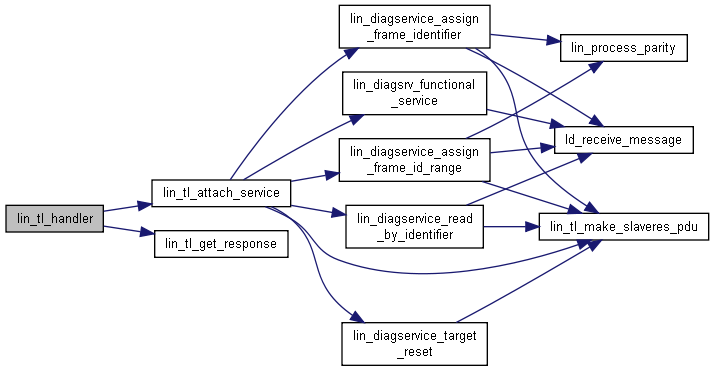 lin_tl_handler
lin_tl_attach_service
lin_tl_get_response
lin_diagservice_assign
_frame_identifier
lin_diagsrv_functional
_service
lin_diagservice_assign
_frame_id_range
lin_diagservice_read
_by_identifier
lin_diagservice_target
_reset
lin_process_parity
ld_receive_message
lin_tl_make_slaveres_pdu